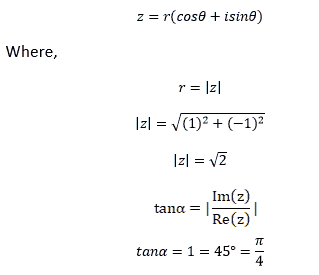 z = r(cosθ + isinθ)
Where,
r = |z|
|z| = √(1)² + (−1)²
|z| = √2
tanα = |Im(z)/Re(z)|
tanα = 1 = 45° = π/4